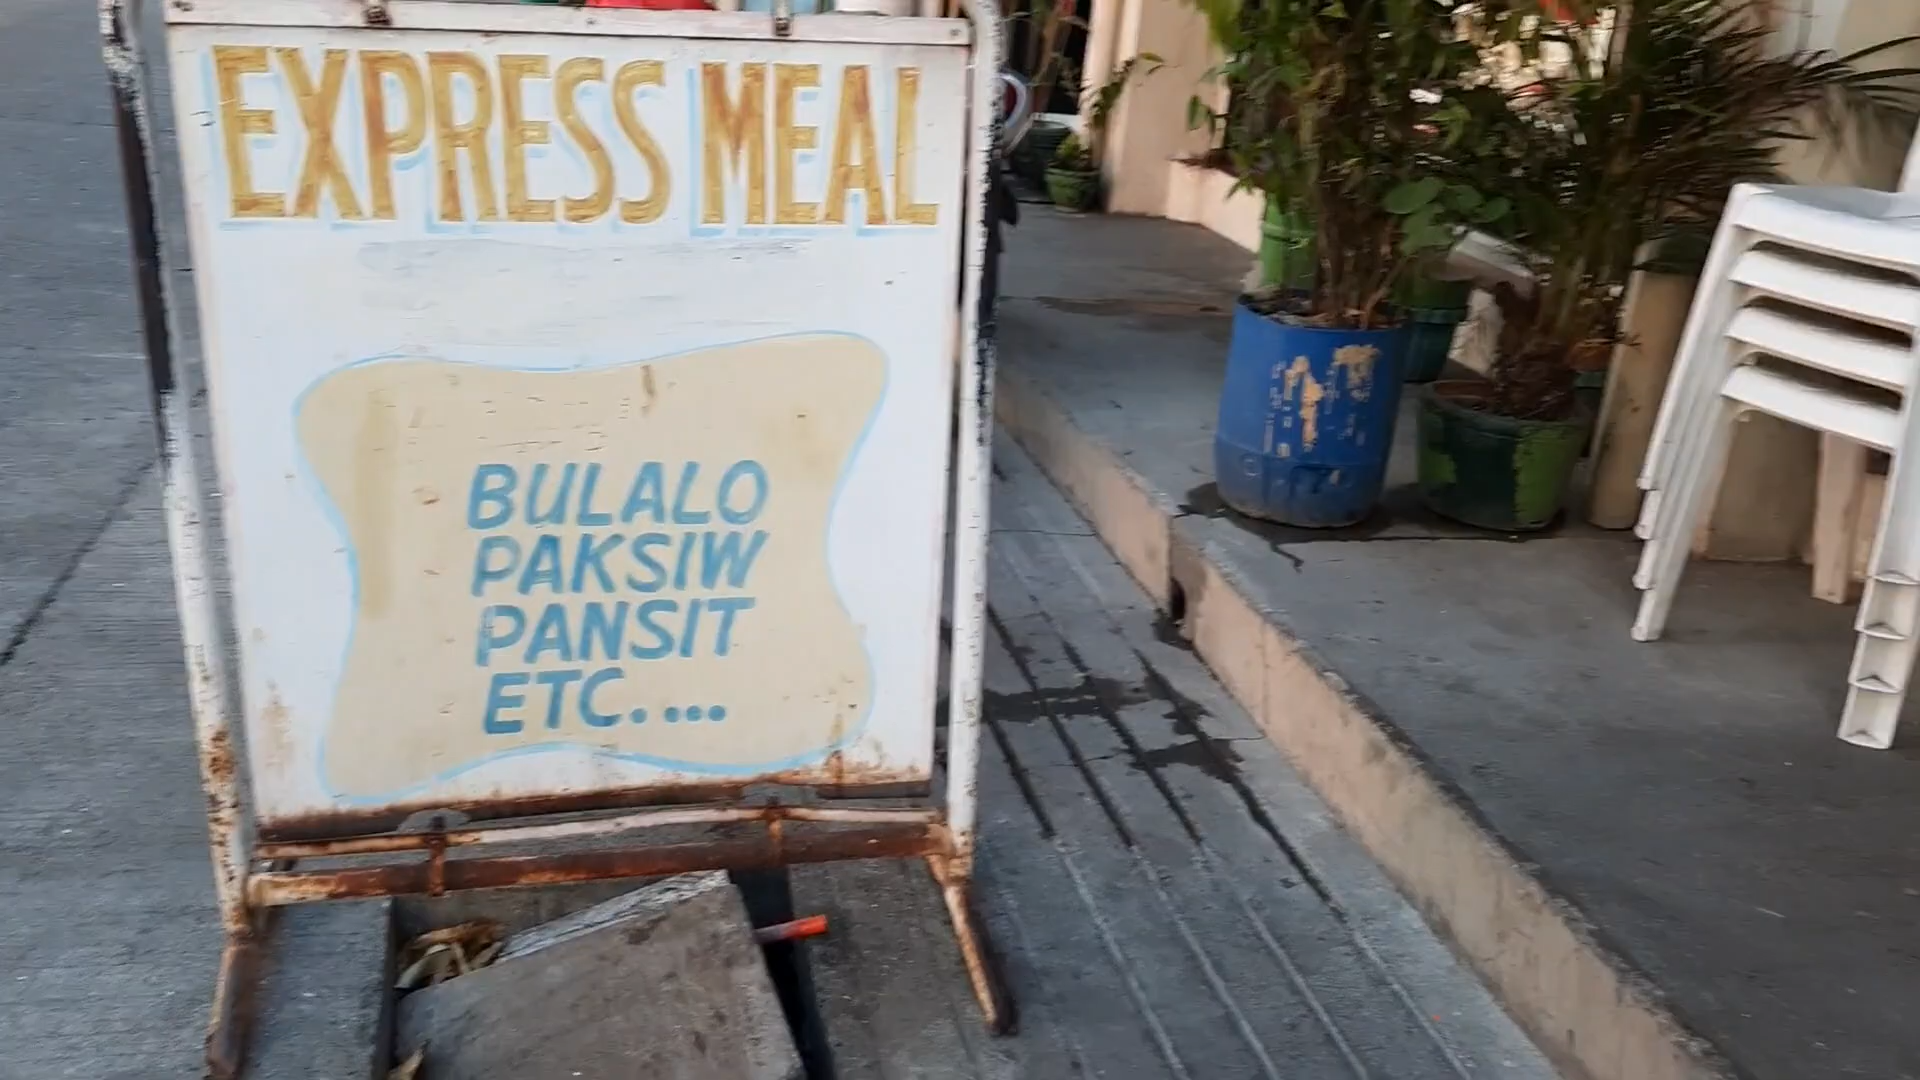 EXPRESS MEAL
BULALO
PAKSIW
PANSIT
ETC....